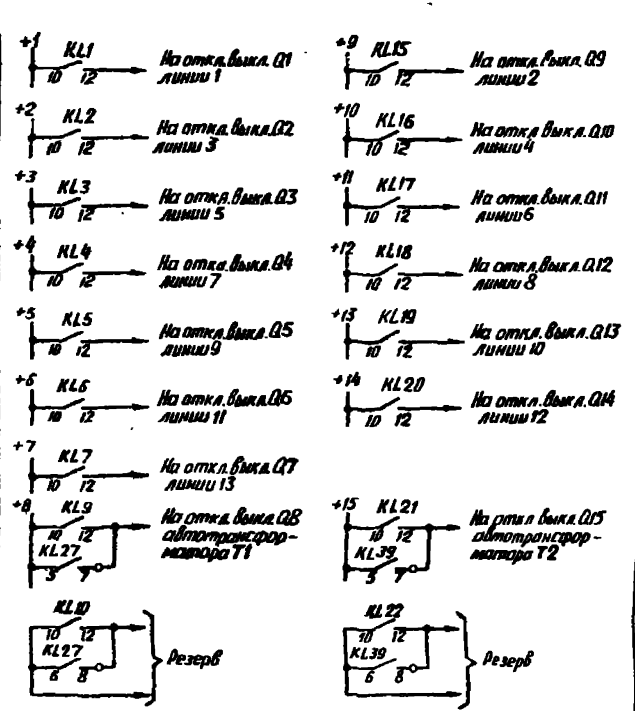 +1
KL1
10 12
На откл. выкл. Q1
линии 1
+2
KL2
10 12
На откл. выкл. Q2
линии 3
+3
KL3
10 12
На откл. выкл. Q3
линии 5
+4
KL4
10 12
На откл. выкл. Q4
линии 7
+5
KL5
10 12
На откл. выкл. Q5
линии 9
+6
KL6
10 12
На откл. выкл. Q6
линии 11
+7
KL7
10 12
На откл. выкл. Q7
линии 13
+8
KL9
10 12
KL27
5 7
На откл. выкл. Q8
автотрансфор-
матора T1
KL10
10 12
KL27
6 8
Резерв
+9
KL15
10 12
На откл. выкл. Q9
линии 2
+10
KL16
10 12
На откл. выкл. Q10
линии 4
+11
KL17
10 12
На откл. выкл. Q11
линии 6
+12
KL18
10 12
На откл. выкл. Q12
линии 8
+13
KL19
10 12
На откл. выкл. Q13
линии 10
+14
KL20
10 12
На откл. выкл. Q14
линии 12
+15
KL21
10 12
KL39
5 7
На откл. выкл. Q15
автотрансфор-
матора T2
KL22
10 12
KL39
6 8
Резерв